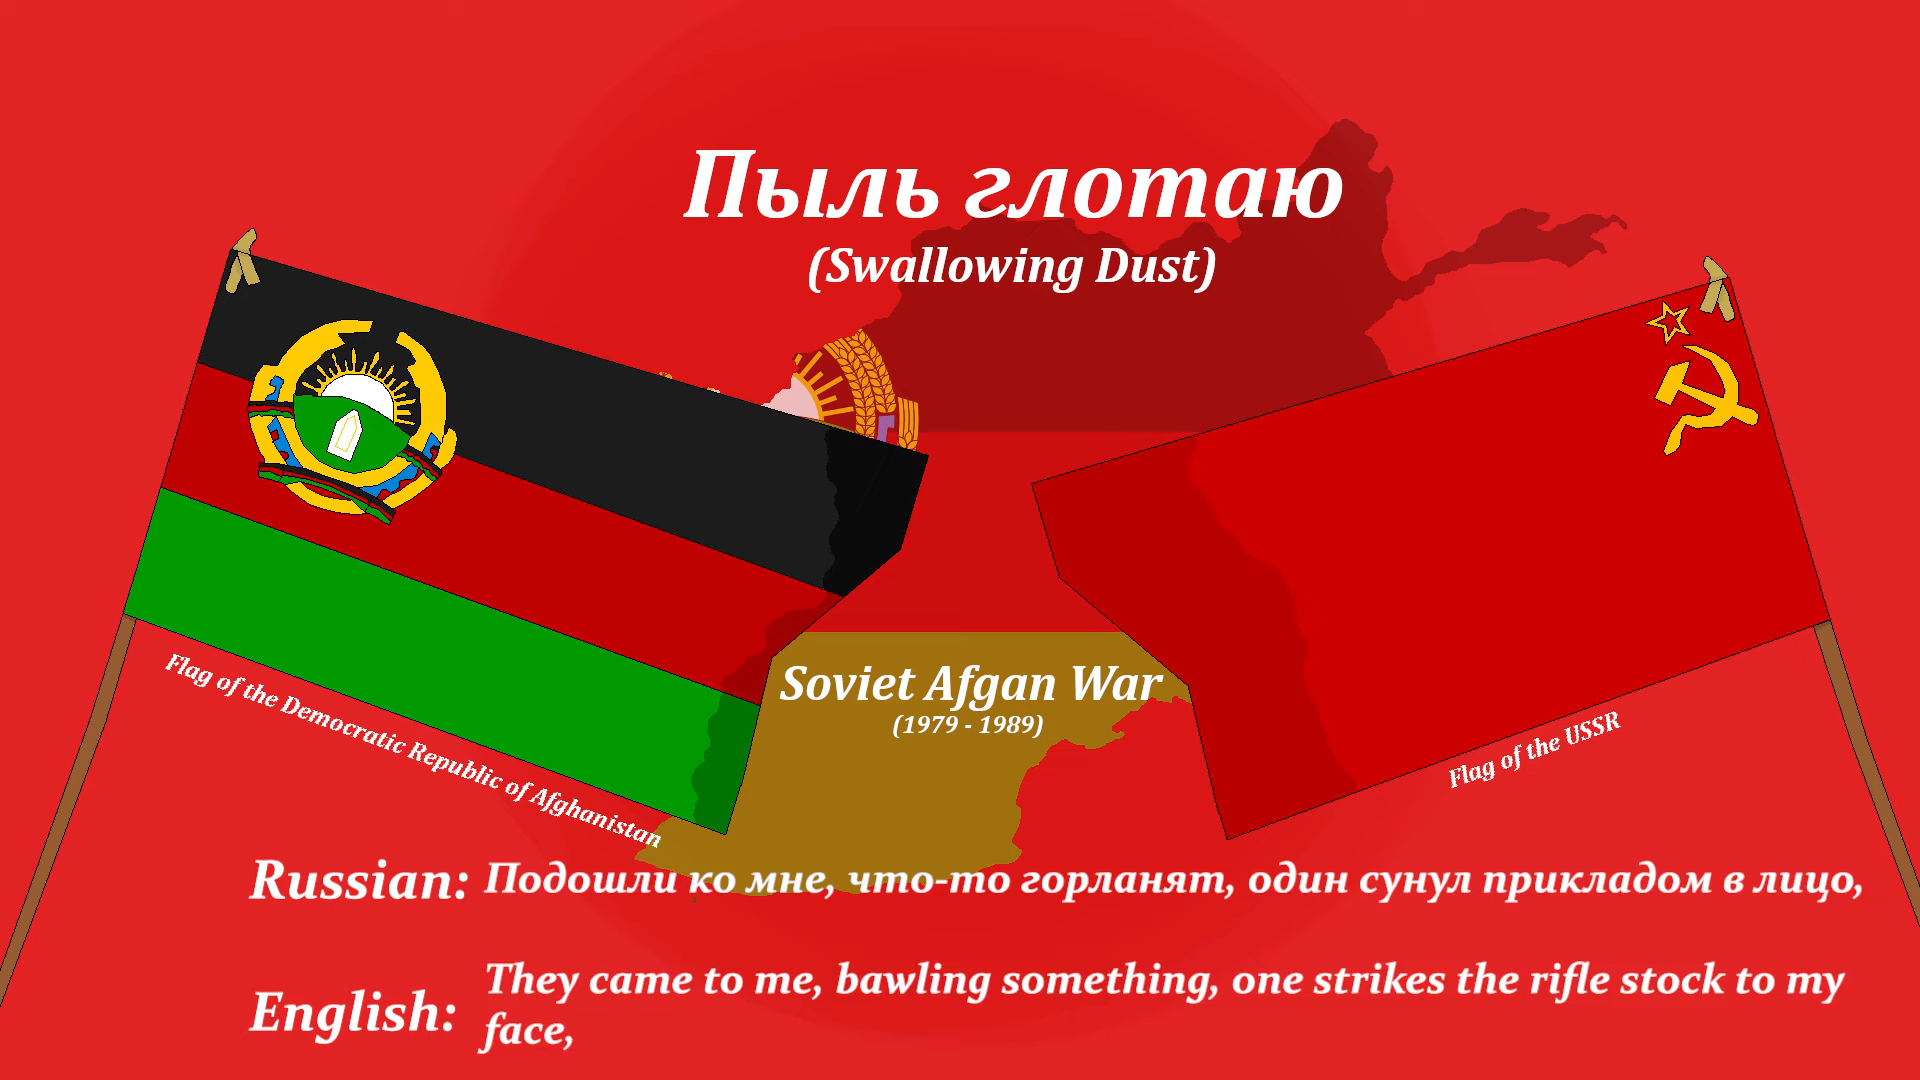 Пыль глотаю
(Swallowing Dust)
Soviet Afgan War
(1979 - 1989)
Flag of the Democratic Republic of Afghanistan
Flag of the USSR
Russian: Подошли ко мне, что-то горланят, один сунул прикладом в лицо,
English: They came to me, bawling something, one strikes the rifle stock to my
face,